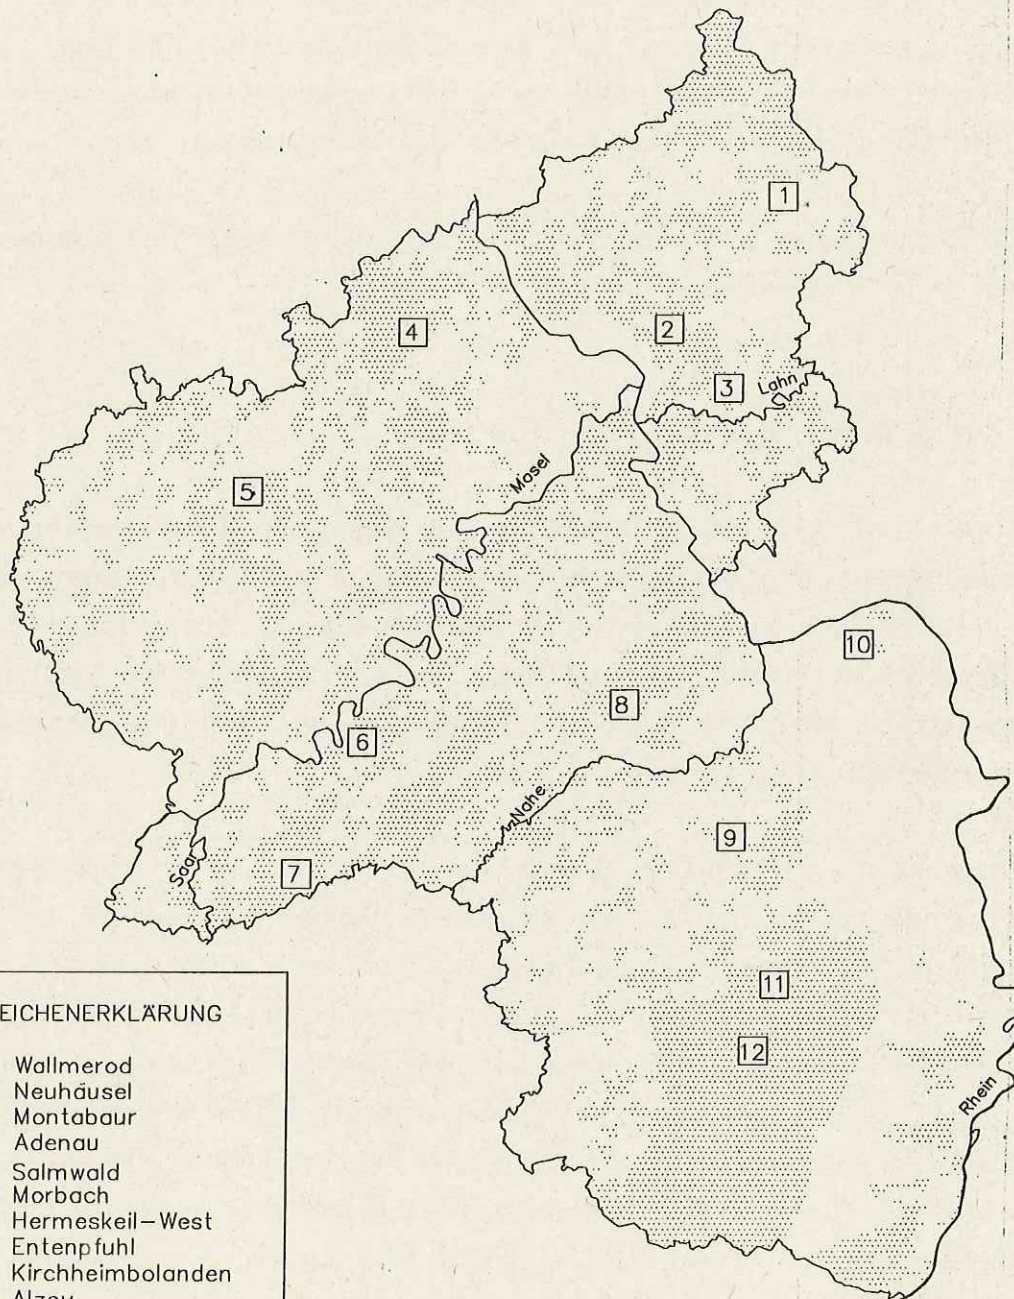 1
2
3
Lahn
4
Mosel
5
10
8
6
Nahe
9
7
Saar
11
12
Rhein
EICHENERKLÄRUNG
Wallmerod
Neuhäusel
Montabaur
Adenau
Salmwald
Morbach
Hermeskeil-West
Entenpfuhl
Kirchheimbolanden